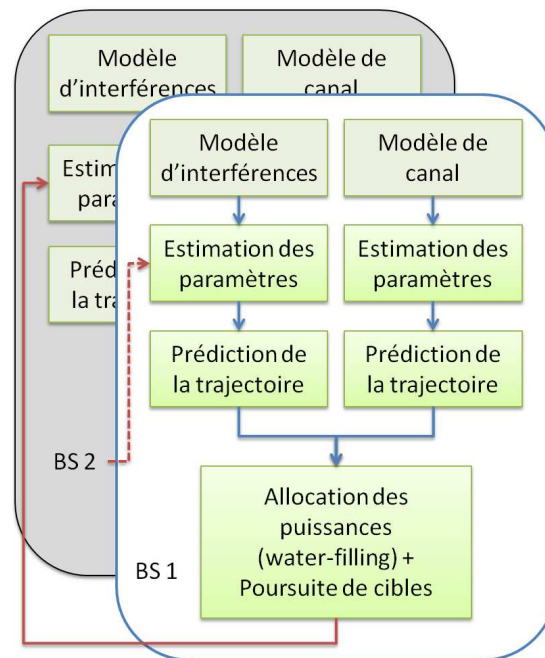 Modèle
d'interférences
Modèle de
canal
Estim
para
Préd
la tra
BS 2
Modèle
d'interférences
Modèle de
canal
Estimation des
paramètres
Estimation des
paramètres
Prédiction de
la trajectoire
Prédiction de
la trajectoire
Allocation des
puissances
(water-filling) +
Poursuite de cibles
BS 1